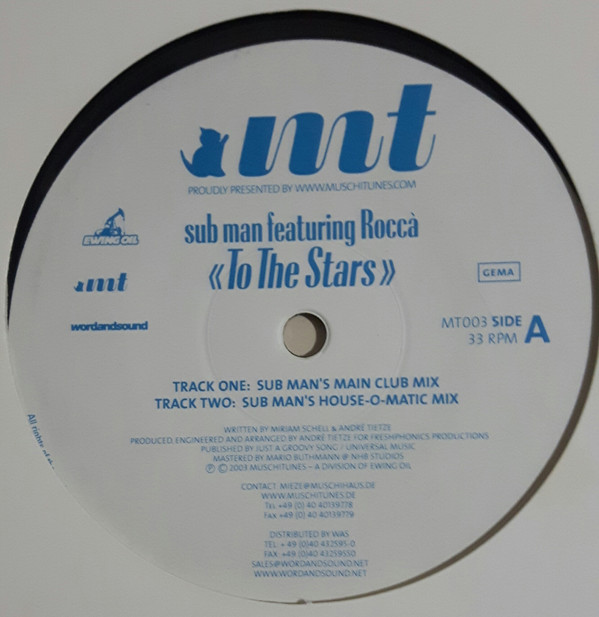 mt
PROUDLY PRESENTED BY WWW.MUSCHITUNES.COM
sub man featuring Roccà
«To The Stars»
EWING OIL
mt
wordandsound
GEMA
MT003 SIDE A
33 RPM
TRACK ONE: SUB MAN'S MAIN CLUB MIX
TRACK TWO: SUB MAN'S HOUSE-O-MATIC MIX
WRITTEN BY MIRIAM SCHELL & ANDRÉ TIETZE
PRODUCED, ENGINEERED AND ARRANGED BY ANDRÉ TIETZE FOR FRESHPHONICS PRODUCTIONS
PUBLISHED BY JUST A GROOVY SONG / UNIVERSAL MUSIC
MASTERED BY MARIO BUTHMANN @ NHB STUDIOS
℗ © 2003 MUSCHITUNES – A DIVISION OF EWING OIL
CONTACT: MIEZE@MUSCHIHAUS.DE
WWW.MUSCHITUNES.DE
TEL +49 (0) 40 40139778
FAX +49 (0) 40 40139779
DISTRIBUTED BY WAS
TEL: + 49 (0)40 432595-0
FAX: +49 (0)40 43259550
SALES@WORDANDSOUND.NET
WWW.WORDANDSOUND.NET
All rights